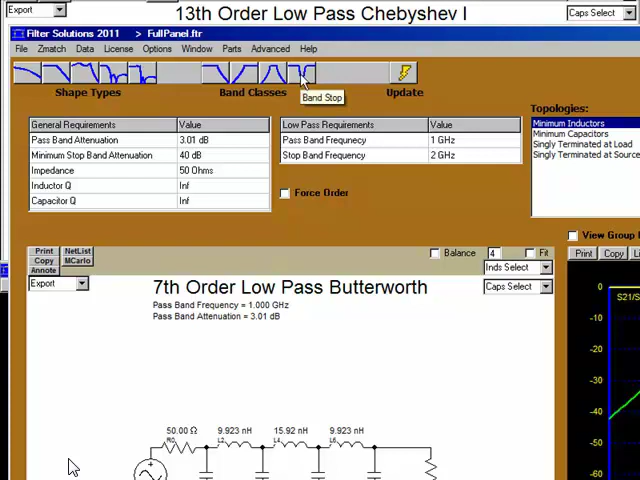 Export
13th Order Low Pass Chebyshev I
Caps Select
Filter Solutions 2011 > FullPanel.ftr
File Zmatch Data License Options Window Parts Advanced Help
Band Stop
Shape Types Band Classes Update
Topologies:
General Requirements Value
Pass Band Attenuation 3.01 dB
Minimum Stop Band Attenuation 40 dB
Impedance 50 Ohms
Inductor Q Inf
Capacitor Q Inf
Low Pass Requirements Value
Pass Band Frequnecy 1 GHz
Stop Band Frequency 2 GHz
Force Order
Minimum Inductors
Minimum Capacitors
Singly Terminated at Load
Singly Terminated at Source
View Group
Print NetList
Copy MCarlo
Annote
Export
Balance 4 Fit
Inds Select
Caps Select
Print Copy
7th Order Low Pass Butterworth
Pass Band Frequency = 1.000 GHz
Pass Band Attenuation = 3.01 dB
S21/S
0
-10
-20
-30
-40
-50
-60
50.00 Ω 9.923 nH 15.92 nH 9.923 nH
R0 L2 L4 L6